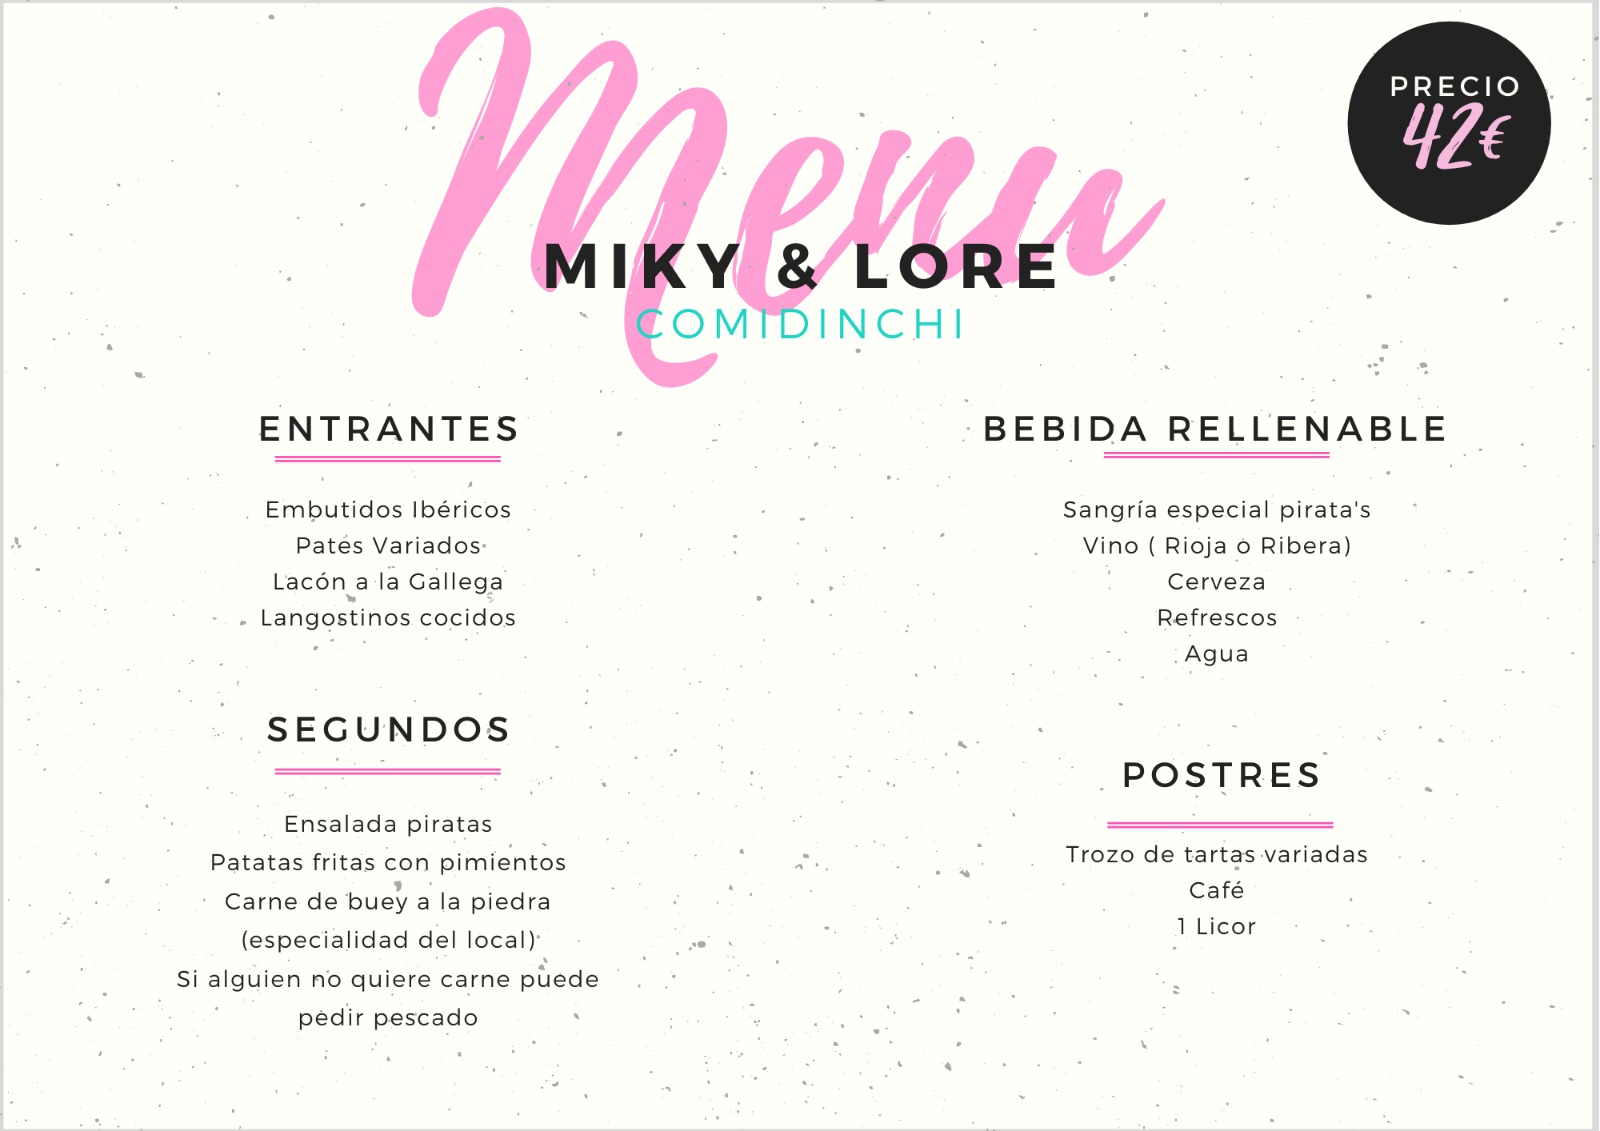 Menu
PRECIO
42€
MIKY & LORE
COMIDINCHI
ENTRANTES
Embutidos Ibéricos
Pates Variados
Lacón a la Gallega
Langostinos cocidos
SEGUNDOS
Ensalada piratas
Patatas fritas con pimientos
Carne de buey a la piedra
(especialidad del local)
Si alguien no quiere carne puede
pedir pescado
BEBIDA RELLENABLE
Sangría especial pirata's
Vino ( Rioja o Ribera)
Cerveza
Refrescos
Agua
POSTRES
Trozo de tartas variadas
Café
1 Licor